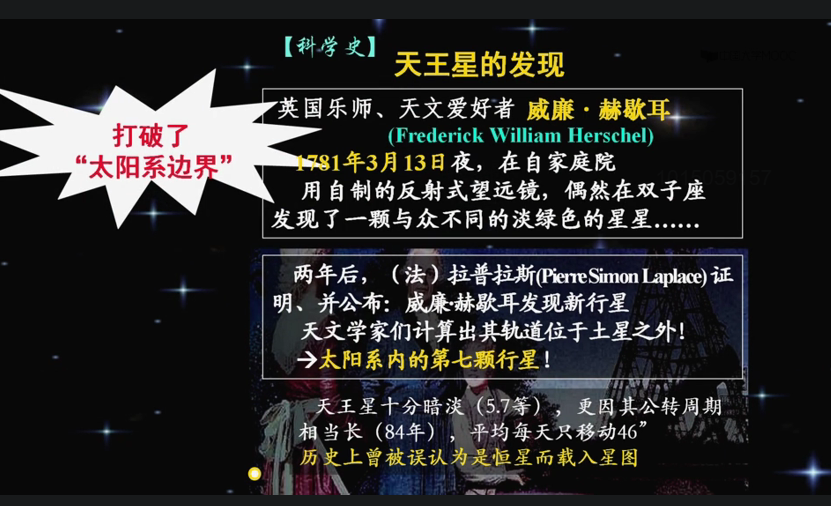 【科学史】
天王星的发现
打破了
“太阳系边界”
英国乐师、天文爱好者 威廉·赫歇耳
(Frederick William Herschel)
1781年3月13日夜，在自家庭院
用自制的反射式望远镜，偶然在双子座
发现了一颗与众不同的淡绿色的星星……
两年后，（法）拉普拉斯(Pierre Simon Laplace) 证
明、并公布：威廉·赫歇耳发现新行星
天文学家们计算出其轨道位于土星之外！
→太阳系内的第七颗行星！
天王星十分暗淡（5.7等），更因其公转周期
相当长（84年），平均每天只移动46”
历史上曾被误认为是恒星而载入星图